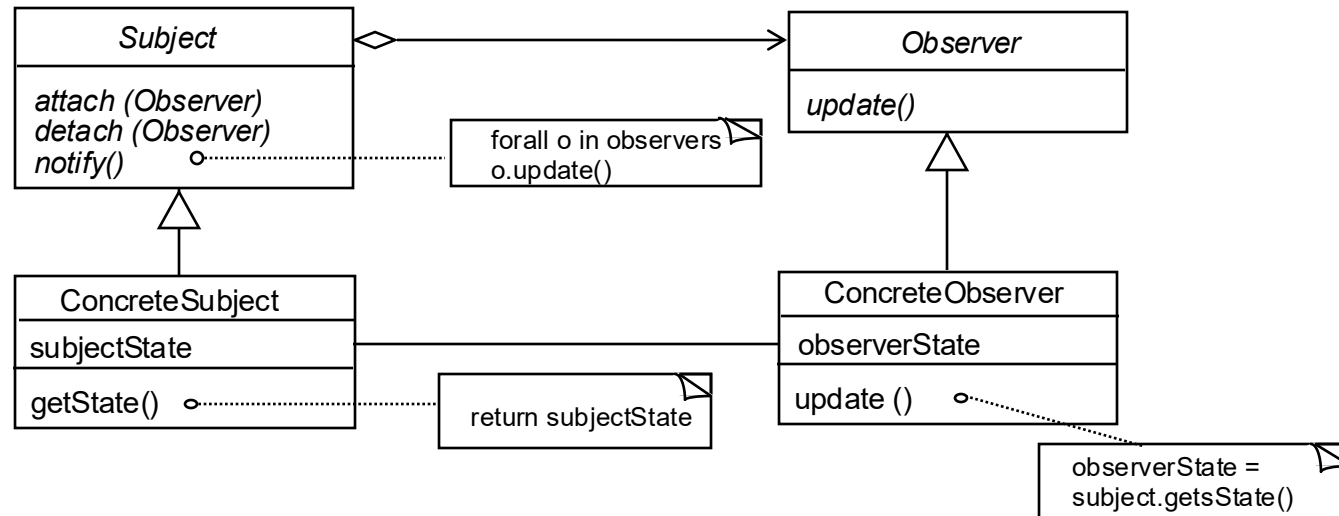 Subject
attach (Observer)
detach (Observer)
notify()
forall o in observers
o.update()
Observer
update()
ConcreteSubject
subjectState
getState()
return subjectState
ConcreteObserver
observerState
update ()
observerState =
subject.getsState()